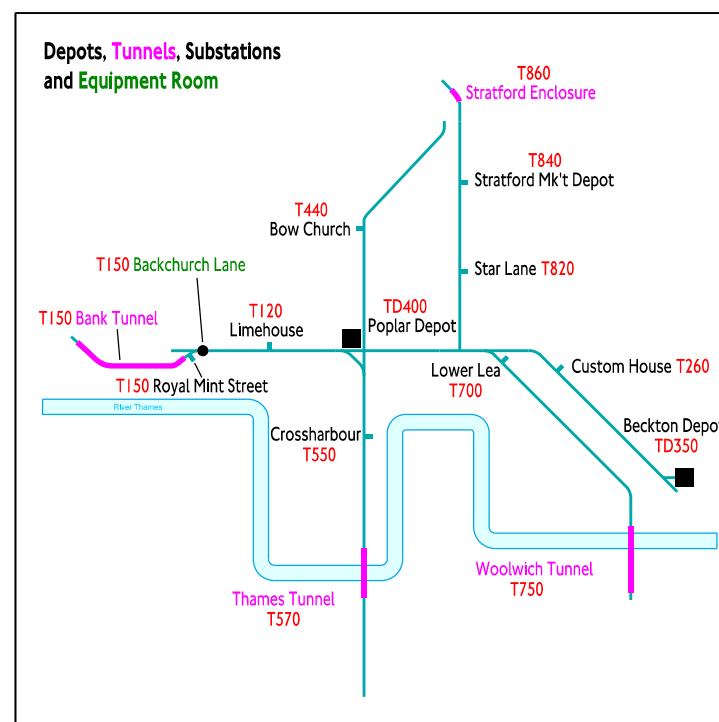 Depots, Tunnels, Substations
and Equipment Room
T860
Stratford Enclosure
T840
Stratford Mk't Depot
T440
Bow Church
T150 Backchurch Lane
Star Lane T820
T150 Bank Tunnel
T120
Limehouse
TD400
Poplar Depot
T150 Royal Mint Street
Lower Lea
T700
Custom House T260
River Thames
Crossharbour
T550
Beckton Depot
TD350
Thames Tunnel
T570
Woolwich Tunnel
T750